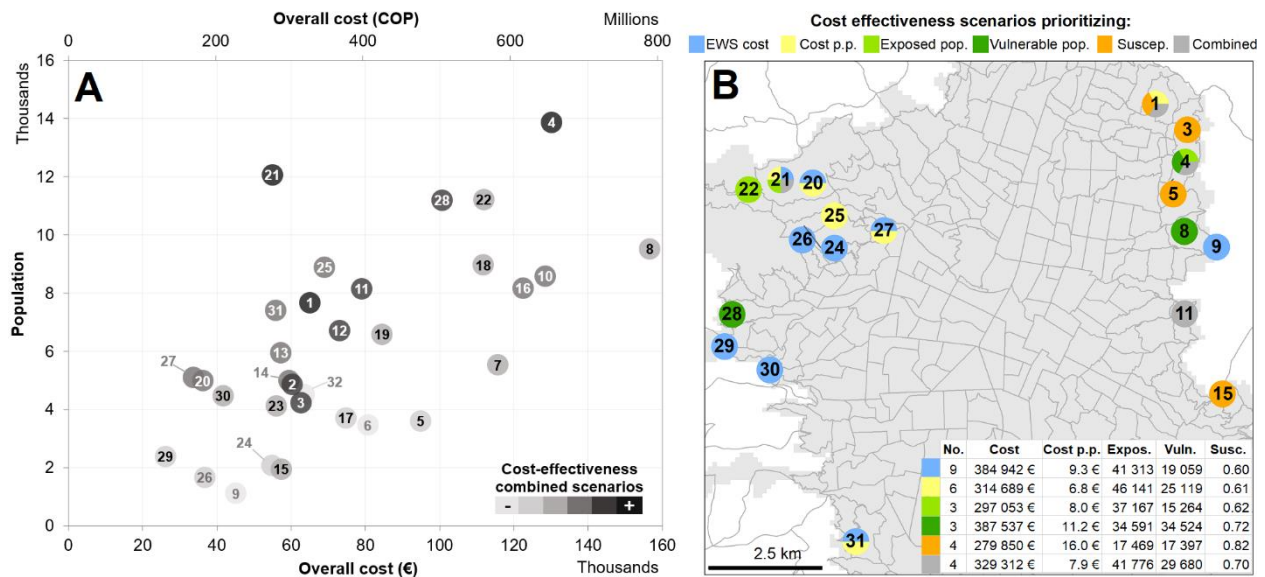 Overall cost (COP)
Millions
0 200 400 600 800
A
Thousands
Population
16
14
12
10
8
6
4
2
0
4
21
28
22
8
18
25
10
16
11
1
31
12
19
13
7
27
20
14
2
32
30
3
23
17
6
5
29
24
15
26
9
Cost-effectiveness
combined scenarios
- +
0 20 40 60 80 100 120 140 160
Overall cost (€)
Thousands
Cost effectiveness scenarios prioritizing:
EWS cost Cost p.p. Exposed pop. Vulnerable pop. Suscep. Combined
B
1
3
4
21
20
22
5
25
27
8
26
24
9
28
11
29
30
15
31
2.5 km
No. Cost Cost p.p. Expos. Vuln. Susc.
9 384 942 € 9.3 € 41 313 19 059 0.60
6 314 689 € 6.8 € 46 141 25 119 0.61
3 297 053 € 8.0 € 37 167 15 264 0.62
3 387 537 € 11.2 € 34 591 34 524 0.72
4 279 850 € 16.0 € 17 469 17 397 0.82
4 329 312 € 7.9 € 41 776 29 680 0.70